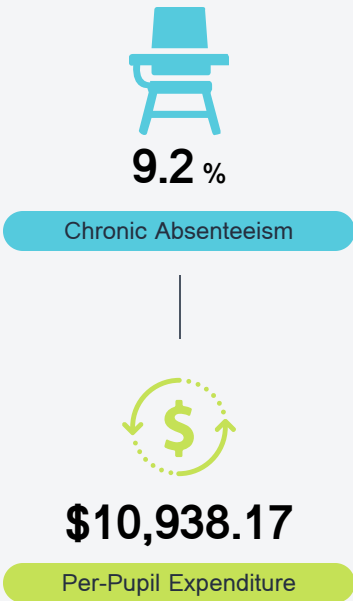 9.2 %
Chronic Absenteeism
$
$10,938.17
Per-Pupil Expenditure